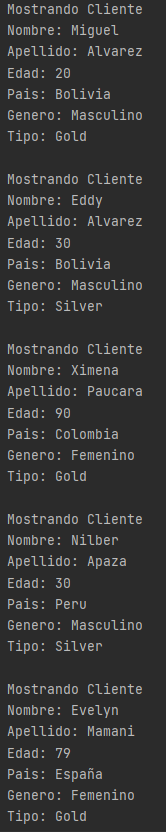 Mostrando Cliente
Nombre: Miguel
Apellido: Alvarez
Edad: 20
Pais: Bolivia
Genero: Masculino
Tipo: Gold

Mostrando Cliente
Nombre: Eddy
Apellido: Alvarez
Edad: 30
Pais: Bolivia
Genero: Masculino
Tipo: Silver

Mostrando Cliente
Nombre: Ximena
Apellido: Paucara
Edad: 90
Pais: Colombia
Genero: Femenino
Tipo: Gold

Mostrando Cliente
Nombre: Nilber
Apellido: Apaza
Edad: 30
Pais: Peru
Genero: Masculino
Tipo: Silver

Mostrando Cliente
Nombre: Evelyn
Apellido: Mamani
Edad: 79
Pais: España
Genero: Femenino
Tipo: Gold